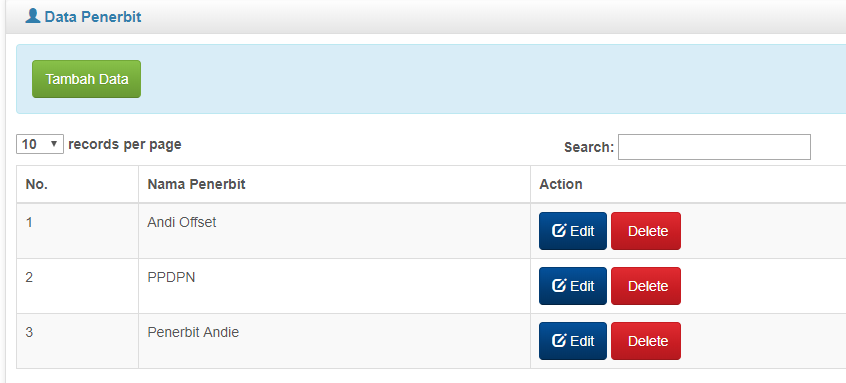 Data Penerbit
Tambah Data
10 records per page
Search:
No. Nama Penerbit Action
1 Andi Offset Edit Delete
2 PPDPN Edit Delete
3 Penerbit Andie Edit Delete